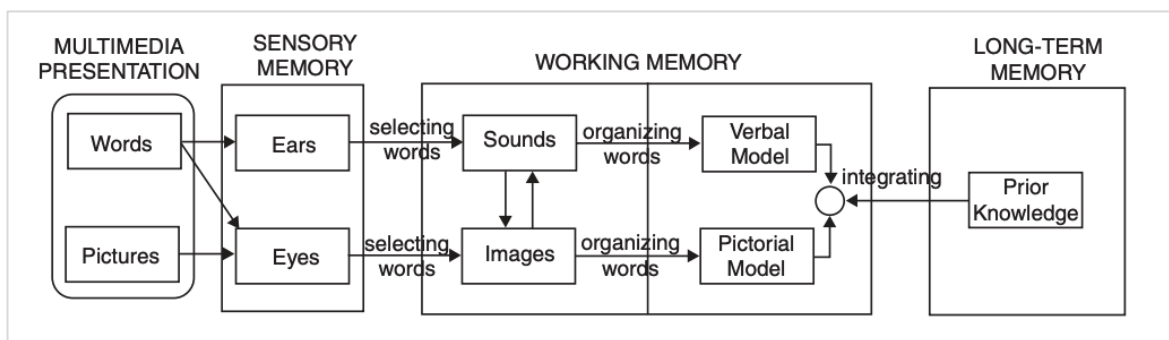 MULTIMEDIA
PRESENTATION
SENSORY
MEMORY
WORKING MEMORY
LONG-TERM
MEMORY
Words
Pictures
Ears
Eyes
selecting
words
selecting
words
Sounds
Images
organizing
words
organizing
words
Verbal
Model
Pictorial
Model
integrating
Prior
Knowledge